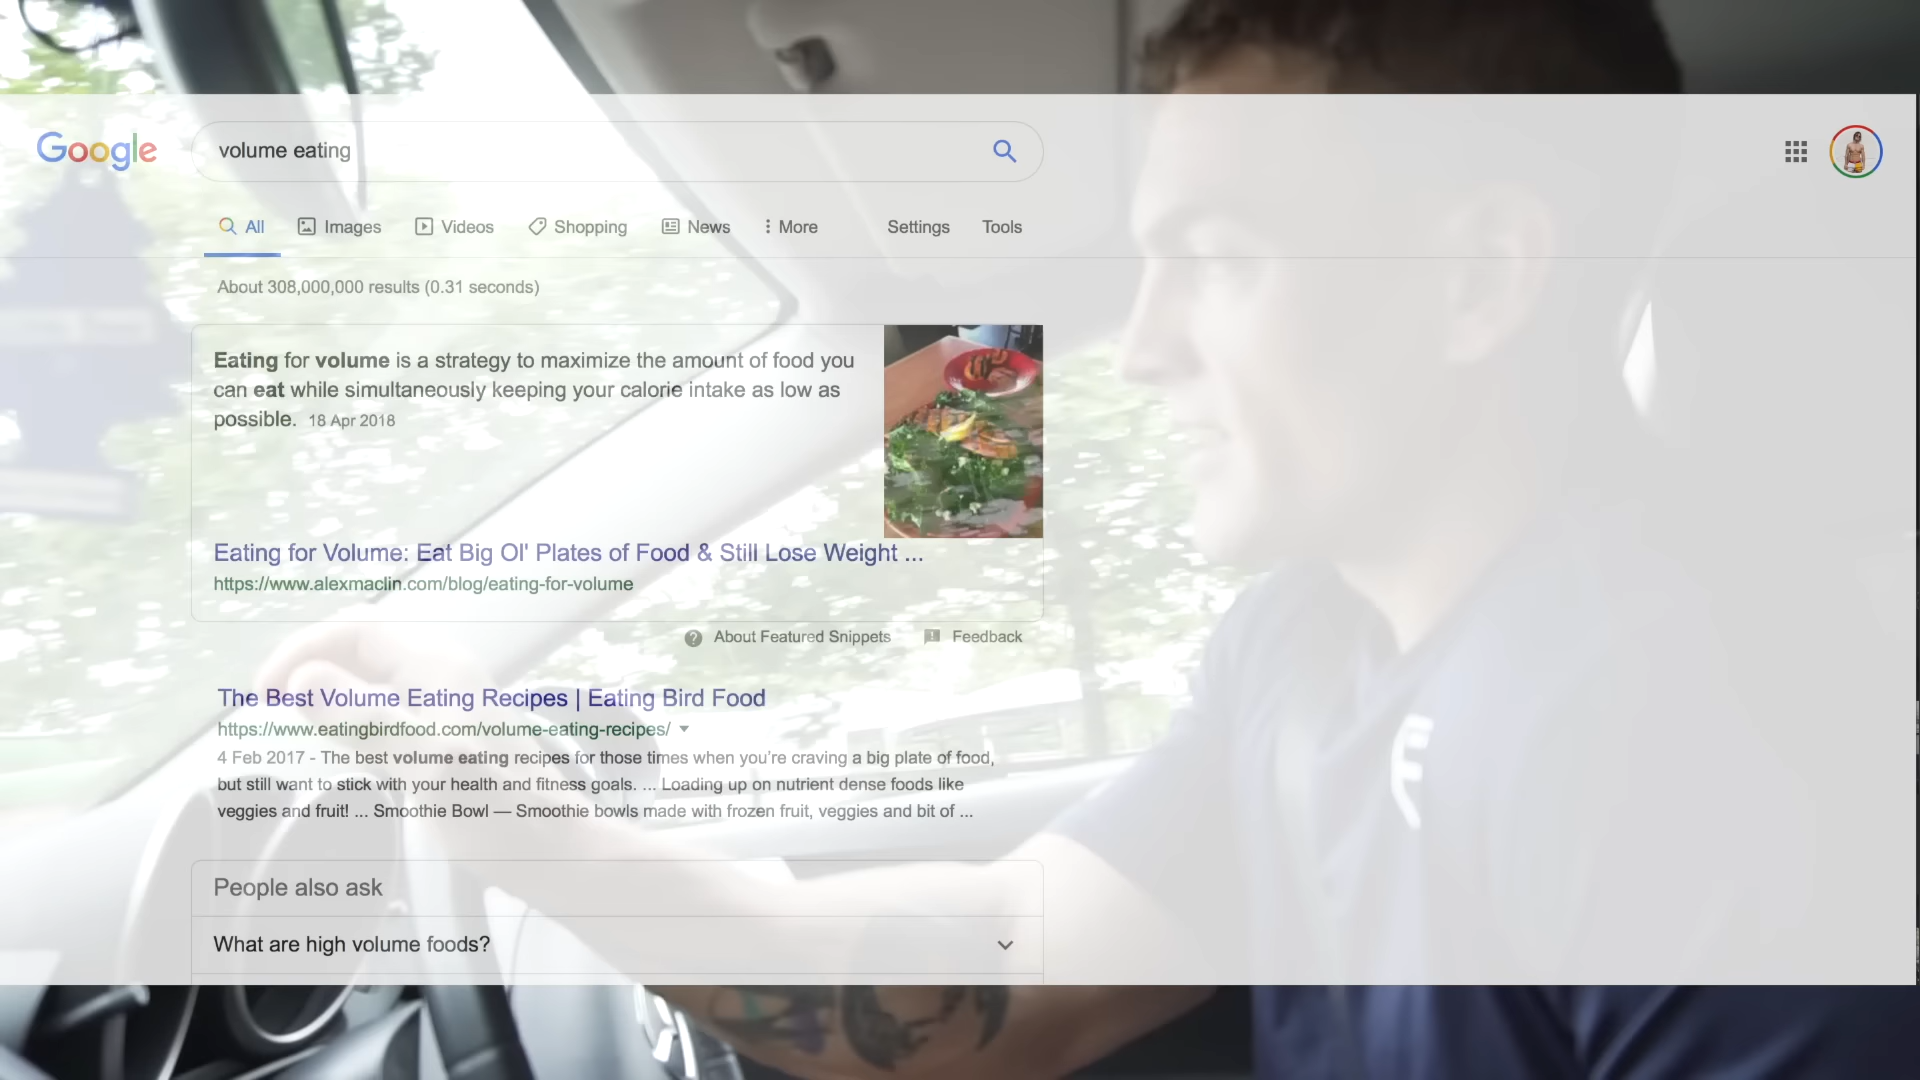 Google
volume eating
All Images Videos Shopping News More Settings Tools
About 308,000,000 results (0.31 seconds)
Eating for volume is a strategy to maximize the amount of food you
can eat while simultaneously keeping your calorie intake as low as
possible. 18 Apr 2018
Eating for Volume: Eat Big Ol' Plates of Food & Still Lose Weight ...
https://www.alexmaclin.com/blog/eating-for-volume
About Featured Snippets Feedback
The Best Volume Eating Recipes | Eating Bird Food
https://www.eatingbirdfood.com/volume-eating-recipes/
4 Feb 2017 - The best volume eating recipes for those times when you’re craving a big plate of food,
but still want to stick with your health and fitness goals. ... Loading up on nutrient dense foods like
veggies and fruit! ... Smoothie Bowl — Smoothie bowls made with frozen fruit, veggies and bit of ...
People also ask
What are high volume foods?